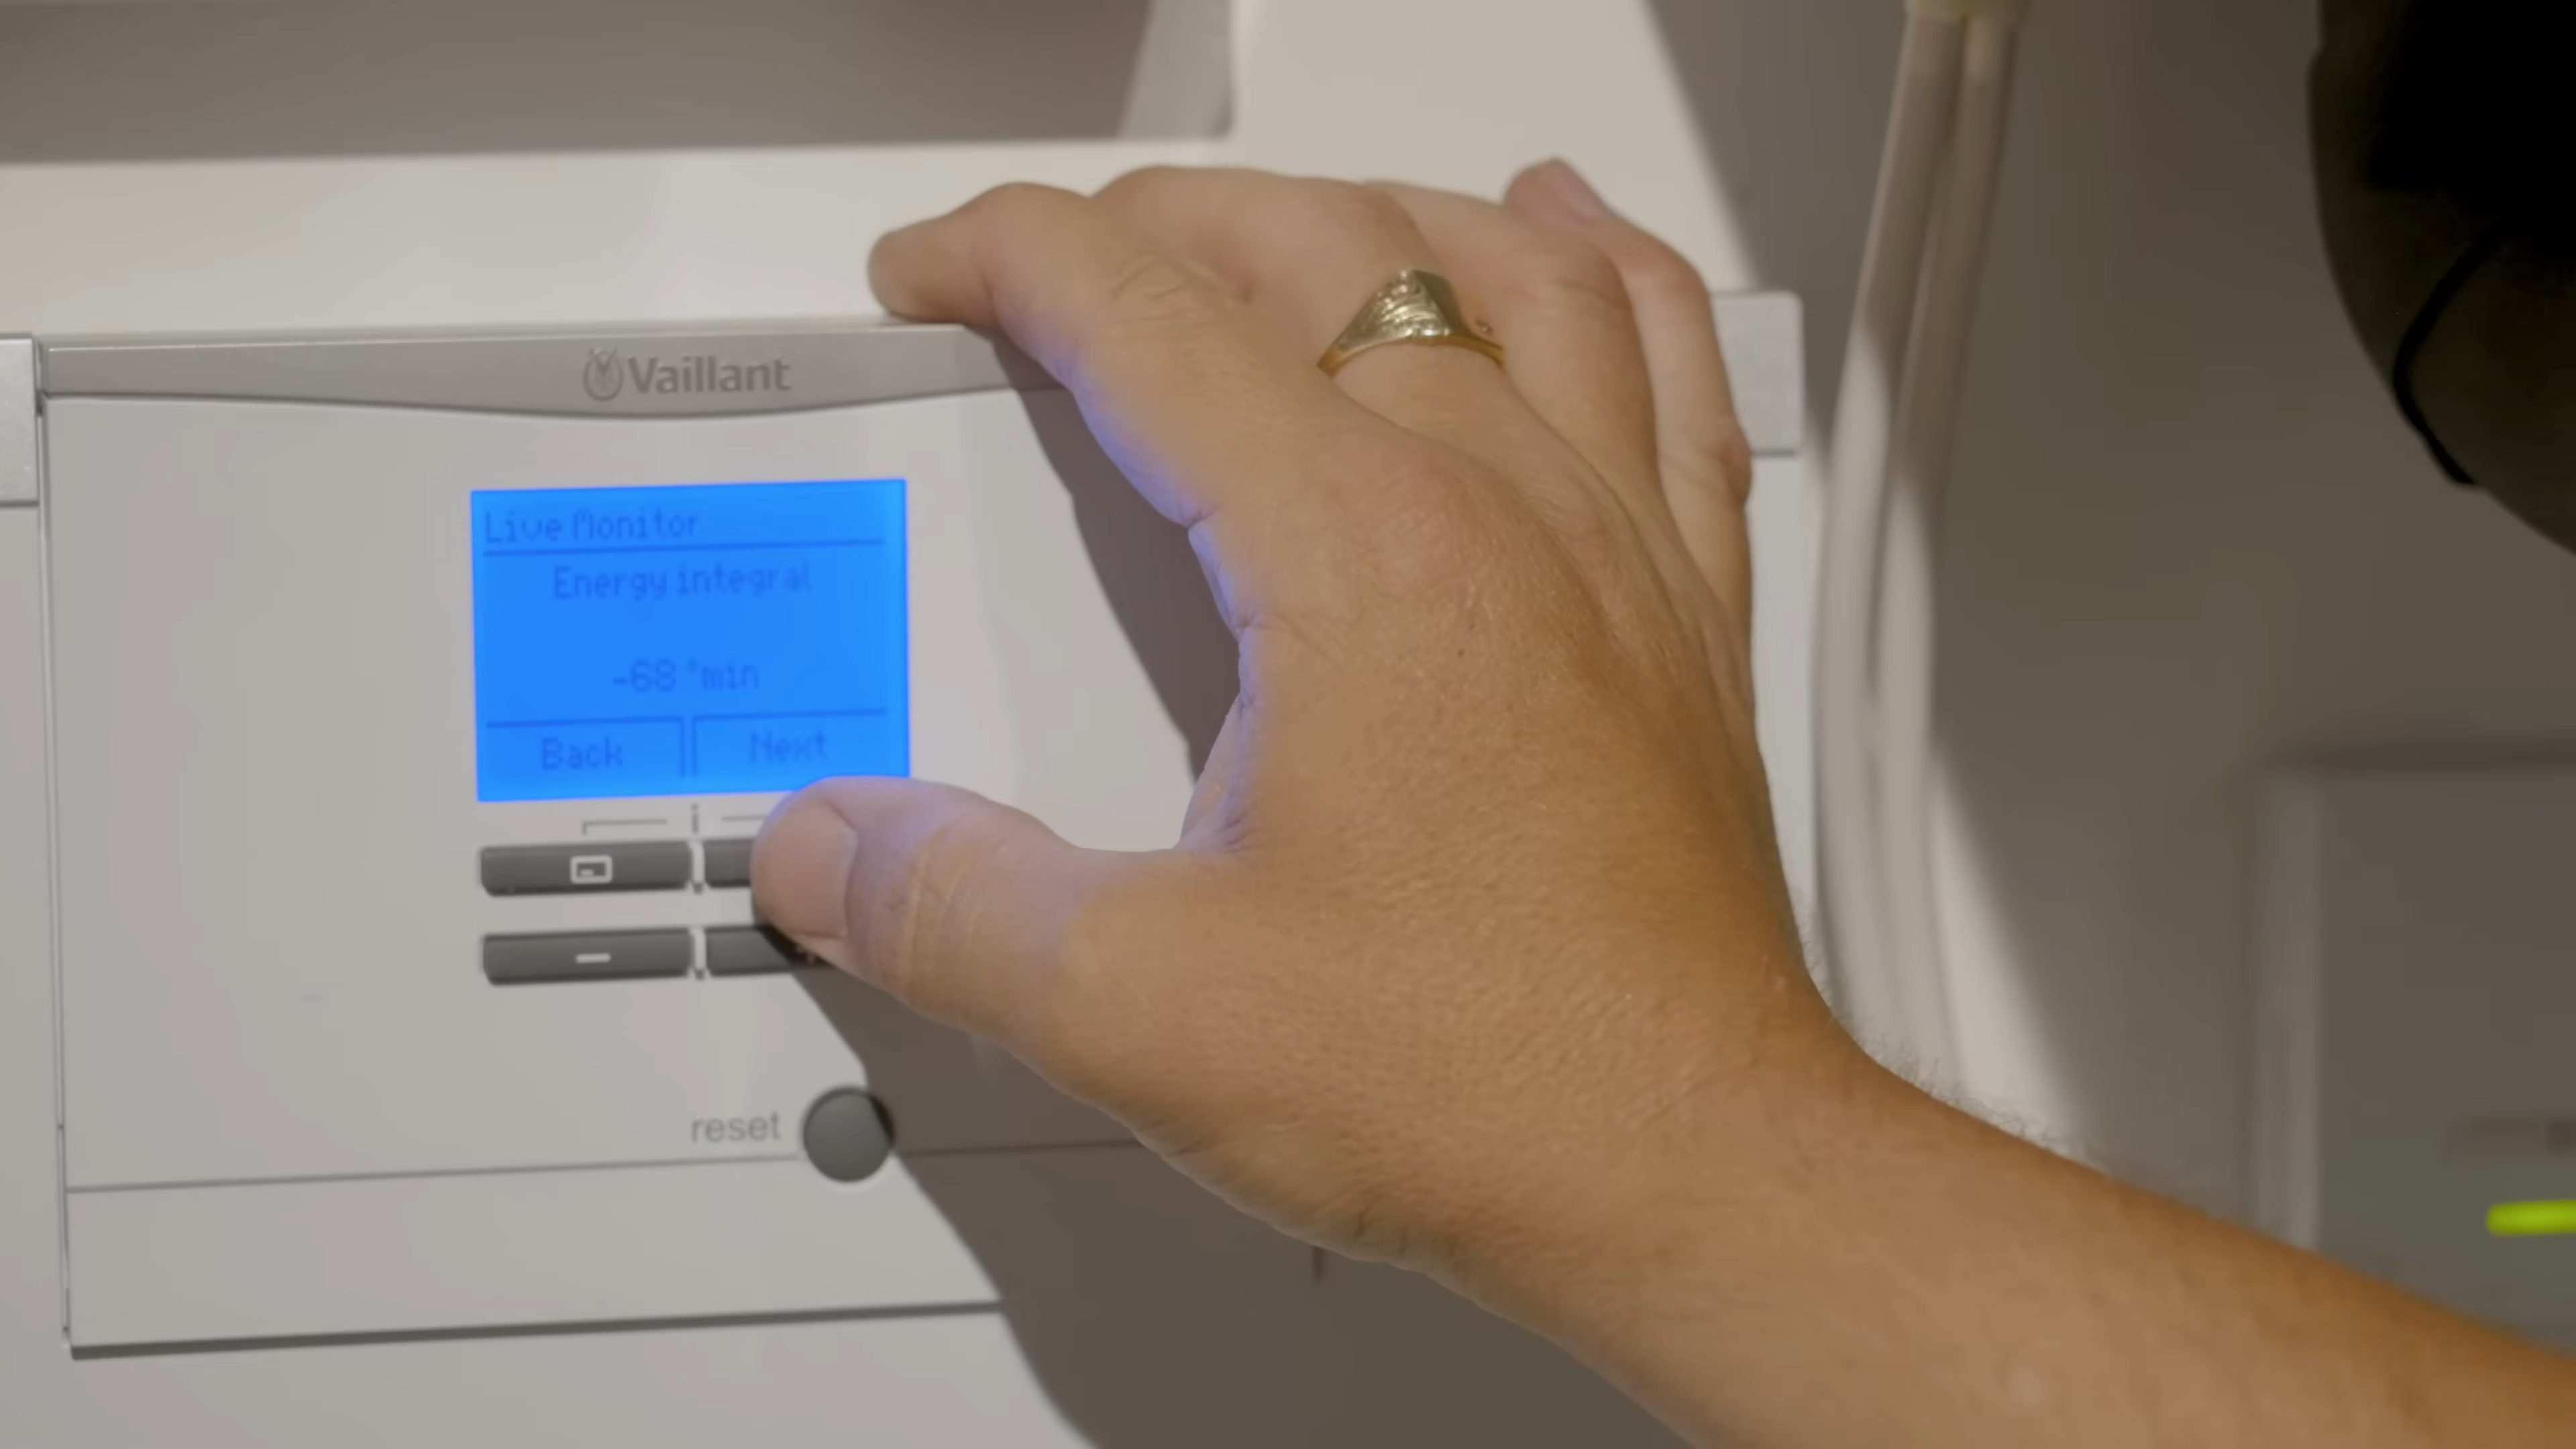 Vaillant
Live Monitor
Energy integral
-68 °min
Back Next
i
reset